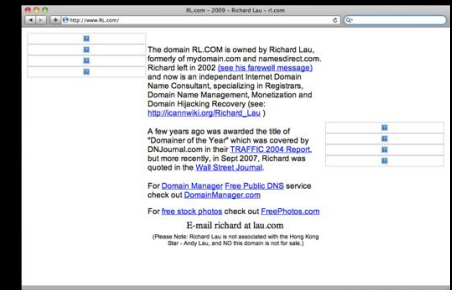 RL.com - 2009 - Richard Lau - rl.com
http://www.RL.com/
The domain RL.COM is owned by Richard Lau,
formerly of mydomain.com and namesdirect.com.
Richard left in 2002 (see his farewell message)
and now is an independant Internet Domain
Name Consultant, specializing in Registrars,
Domain Name Management, Monetization and
Domain Hijacking Recovery (see:
http://icannwiki.org/Richard_Lau )
A few years ago was awarded the title of
"Domainer of the Year" which was covered by
DNJournal.com in their TRAFFIC 2004 Report,
but more recently, in Sept 2007, Richard was
quoted in the Wall Street Journal.
For Domain Manager Free Public DNS service
check out DomainManager.com
For free stock photos check out FreePhotos.com
E-mail richard at lau.com
(Please Note: Richard Lau is not associated with the Hong Kong
Star - Andy Lau, and NO this domain is not for sale.)